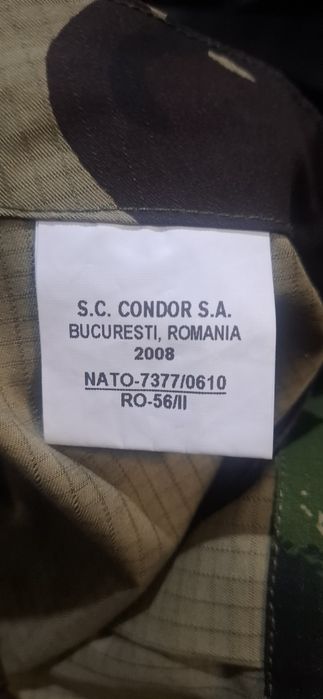 S.C. CONDOR S.A.
BUCURESTI, ROMANIA
2008
NATO-7377/0610
RO-56/II